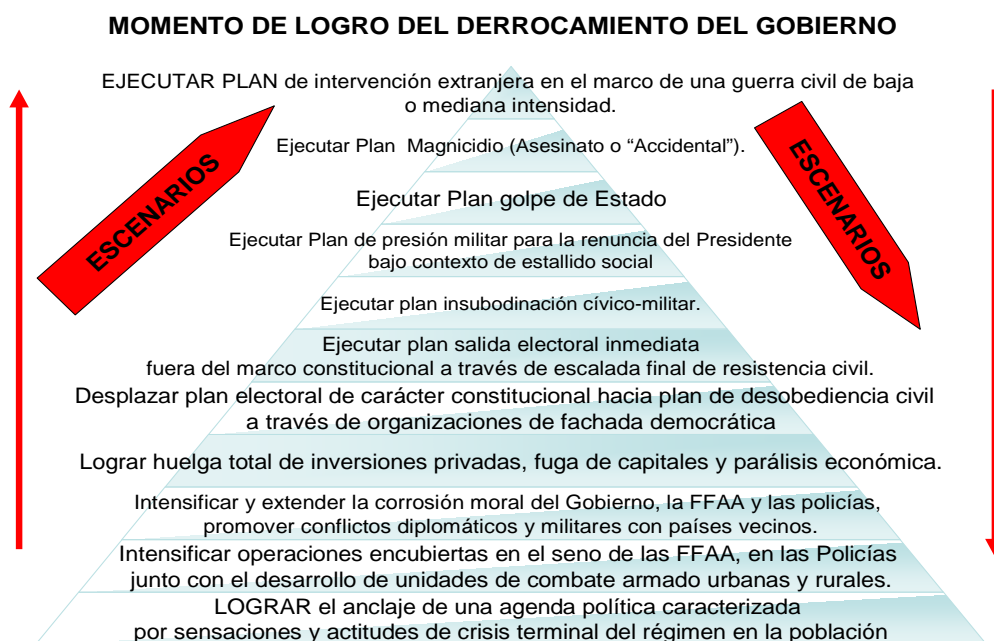 MOMENTO DE LOGRO DEL DERROCAMIENTO DEL GOBIERNO
EJECUTAR PLAN de intervención extranjera en el marco de una guerra civil de baja
o mediana intensidad.
Ejecutar Plan Magnicidio (Asesinato o “Accidental”).
ESCENARIOS
ESCENARIOS
Ejecutar Plan golpe de Estado
Ejecutar Plan de presión militar para la renuncia del Presidente
bajo contexto de estallido social
Ejecutar plan insubodinación cívico-militar.
Ejecutar plan salida electoral inmediata
fuera del marco constitucional a través de escalada final de resistencia civil.
Desplazar plan electoral de carácter constitucional hacia plan de desobediencia civil
a través de organizaciones de fachada democrática
Lograr huelga total de inversiones privadas, fuga de capitales y parálisis económica.
Intensificar y extender la corrosión moral del Gobierno, la FFAA y las policías,
promover conflictos diplomáticos y militares con países vecinos.
Intensificar operaciones encubiertas en el seno de las FFAA, en las Policías
junto con el desarrollo de unidades de combate armado urbanas y rurales.
LOGRAR el anclaje de una agenda política caracterizada
por sensaciones y actitudes de crisis terminal del régimen en la población